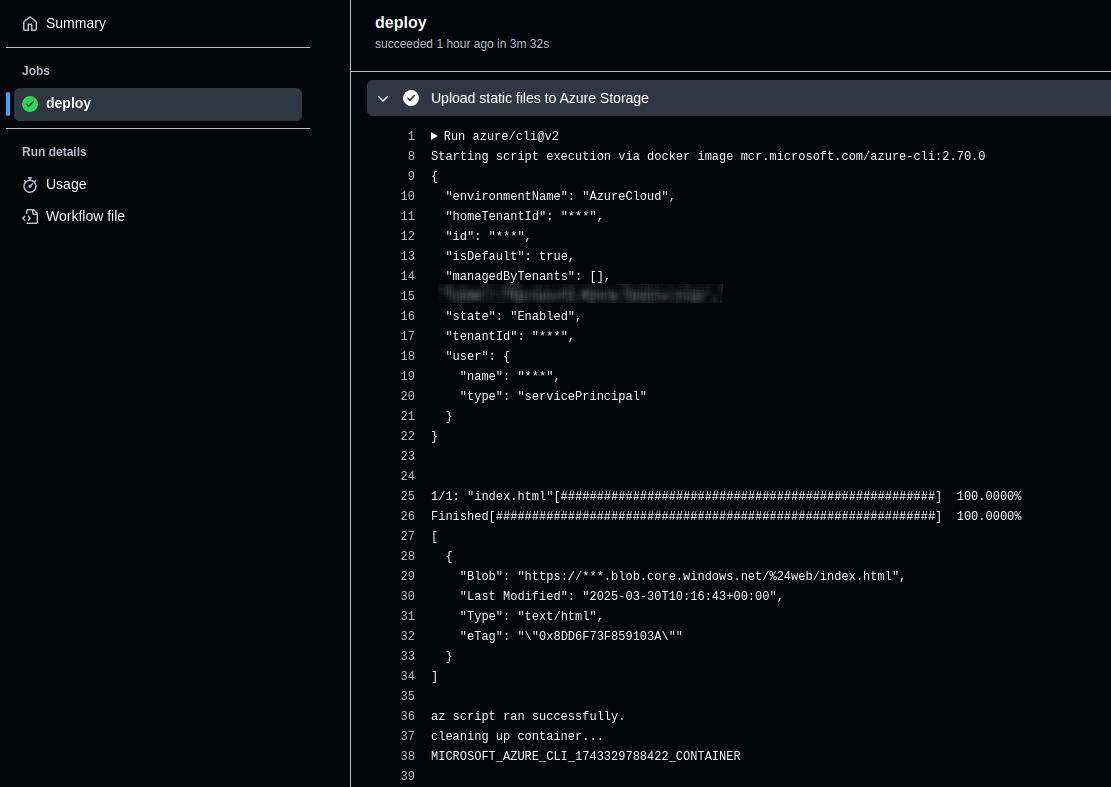 Summary
Jobs
deploy
Run details
Usage
Workflow file
deploy
succeeded 1 hour ago in 3m 32s
Upload static files to Azure Storage
1 Run azure/cli@v2
8 Starting script execution via docker image mcr.microsoft.com/azure-cli:2.70.0
9 {
10 "environmentName": "AzureCloud",
11 "homeTenantId": "***",
12 "id": "***",
13 "isDefault": true,
14 "managedByTenants": [],
15
16 "state": "Enabled",
17 "tenantId": "***",
18 "user": {
19 "name": "***",
20 "type": "servicePrincipal"
21 }
22 }
23
24
25 1/1: "index.html"[####################################################] 100.0000%
26 Finished[#############################################################] 100.0000%
27 [
28 {
29 "Blob": "https://***.blob.core.windows.net/%24web/index.html",
30 "Last Modified": "2025-03-30T10:16:43+00:00",
31 "Type": "text/html",
32 "eTag": "\"0x8DD6F73F859103A\""
33 }
34 ]
35
36 az script ran successfully.
37 cleaning up container...
38 MICROSOFT_AZURE_CLI_1743329788422_CONTAINER
39